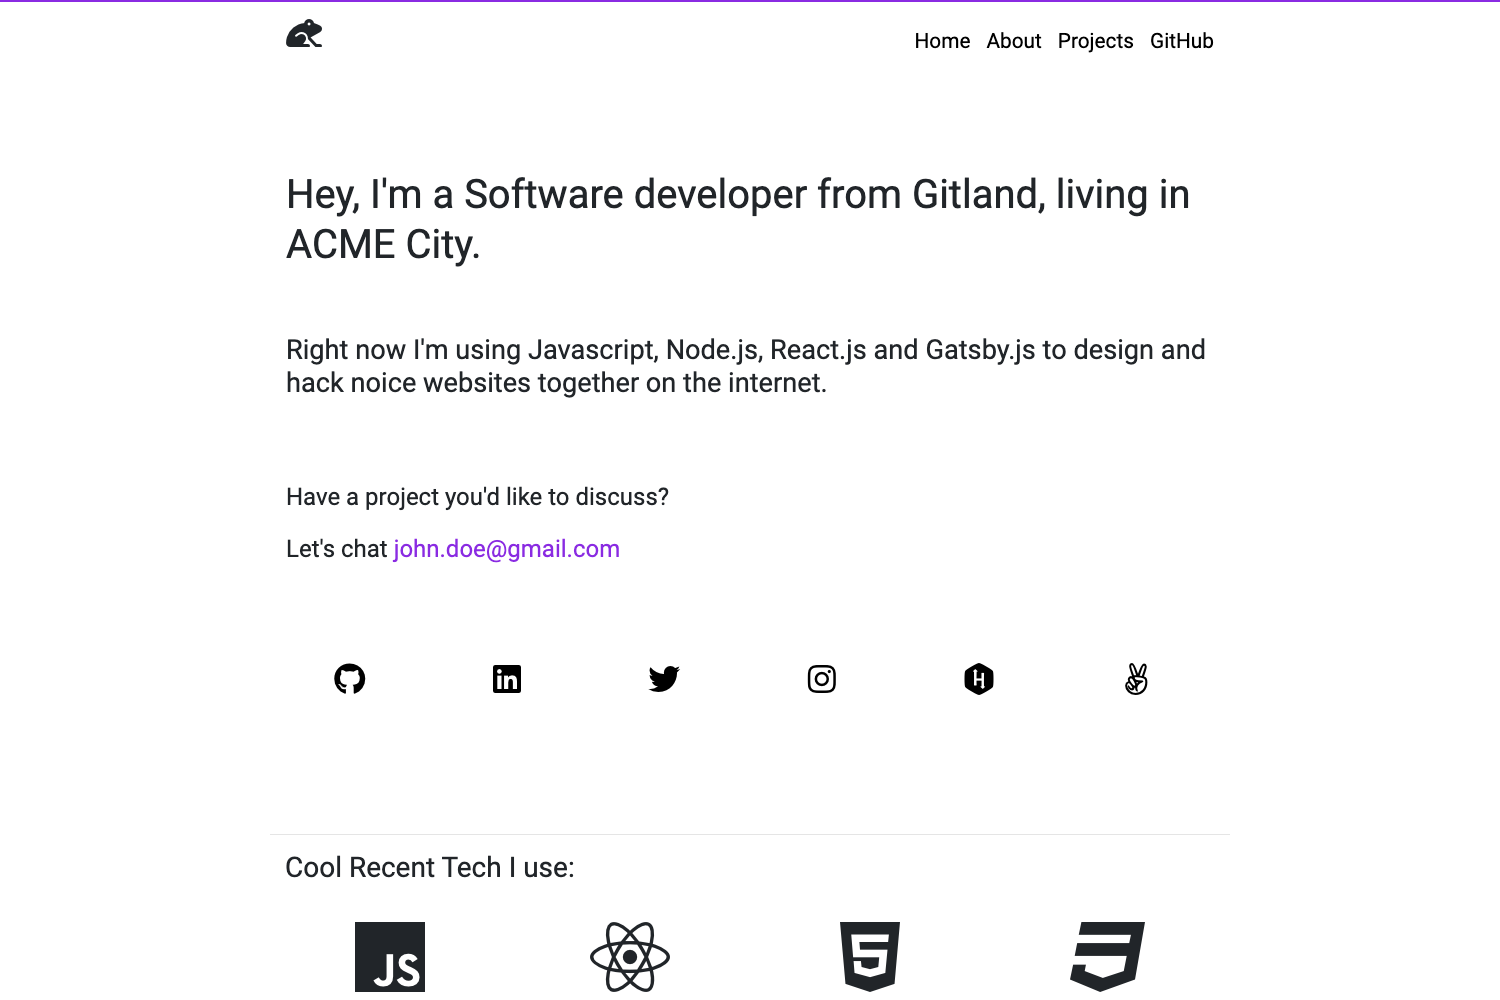 Home About Projects GitHub
Hey, I'm a Software developer from Gitland, living in
ACME City.
Right now I'm using Javascript, Node.js, React.js and Gatsby.js to design and
hack noice websites together on the internet.
Have a project you'd like to discuss?
Let's chat john.doe@gmail.com
in
H
Cool Recent Tech I use:
JS
5